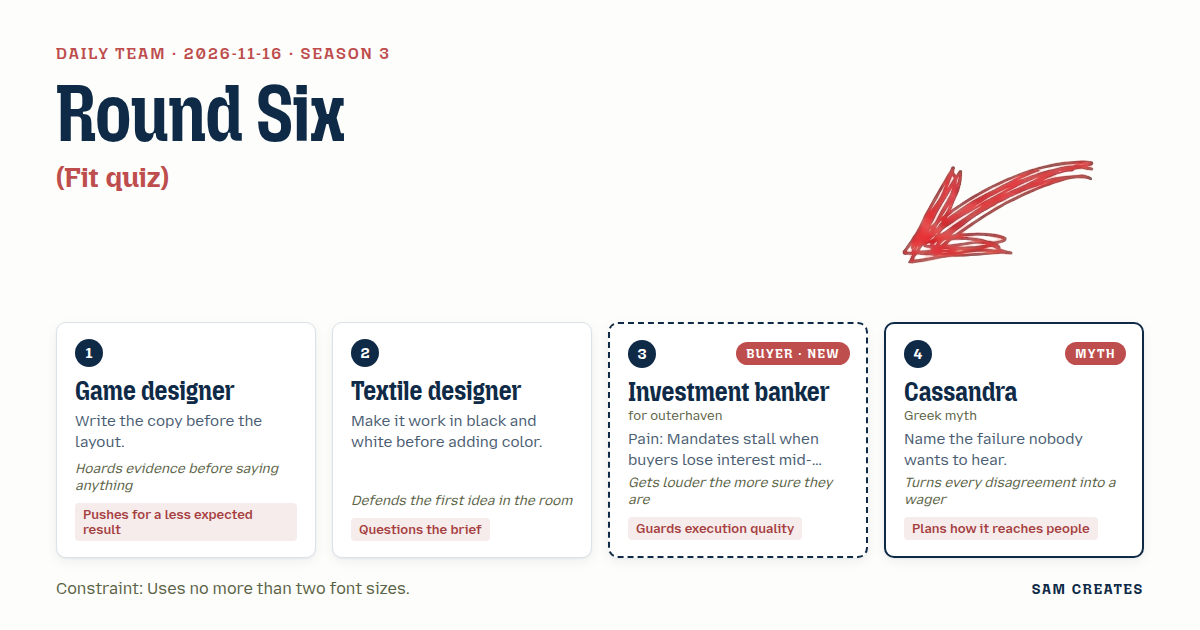 DAILY TEAM · 2026-11-16 · SEASON 3
Round Six
(Fit quiz)
1
Game designer
Write the copy before the
layout.
Hoards evidence before saying
anything
Pushes for a less expected
result
2
Textile designer
Make it work in black and
white before adding color.
Defends the first idea in the room
Questions the brief
3
BUYER · NEW
Investment banker
for outerhaven
Pain: Mandates stall when
buyers lose interest mid-...
Gets louder the more sure they
are
Guards execution quality
4
MYTH
Cassandra
Greek myth
Name the failure nobody
wants to hear.
Turns every disagreement into a
wager
Plans how it reaches people
Constraint: Uses no more than two font sizes.
SAM CREATES